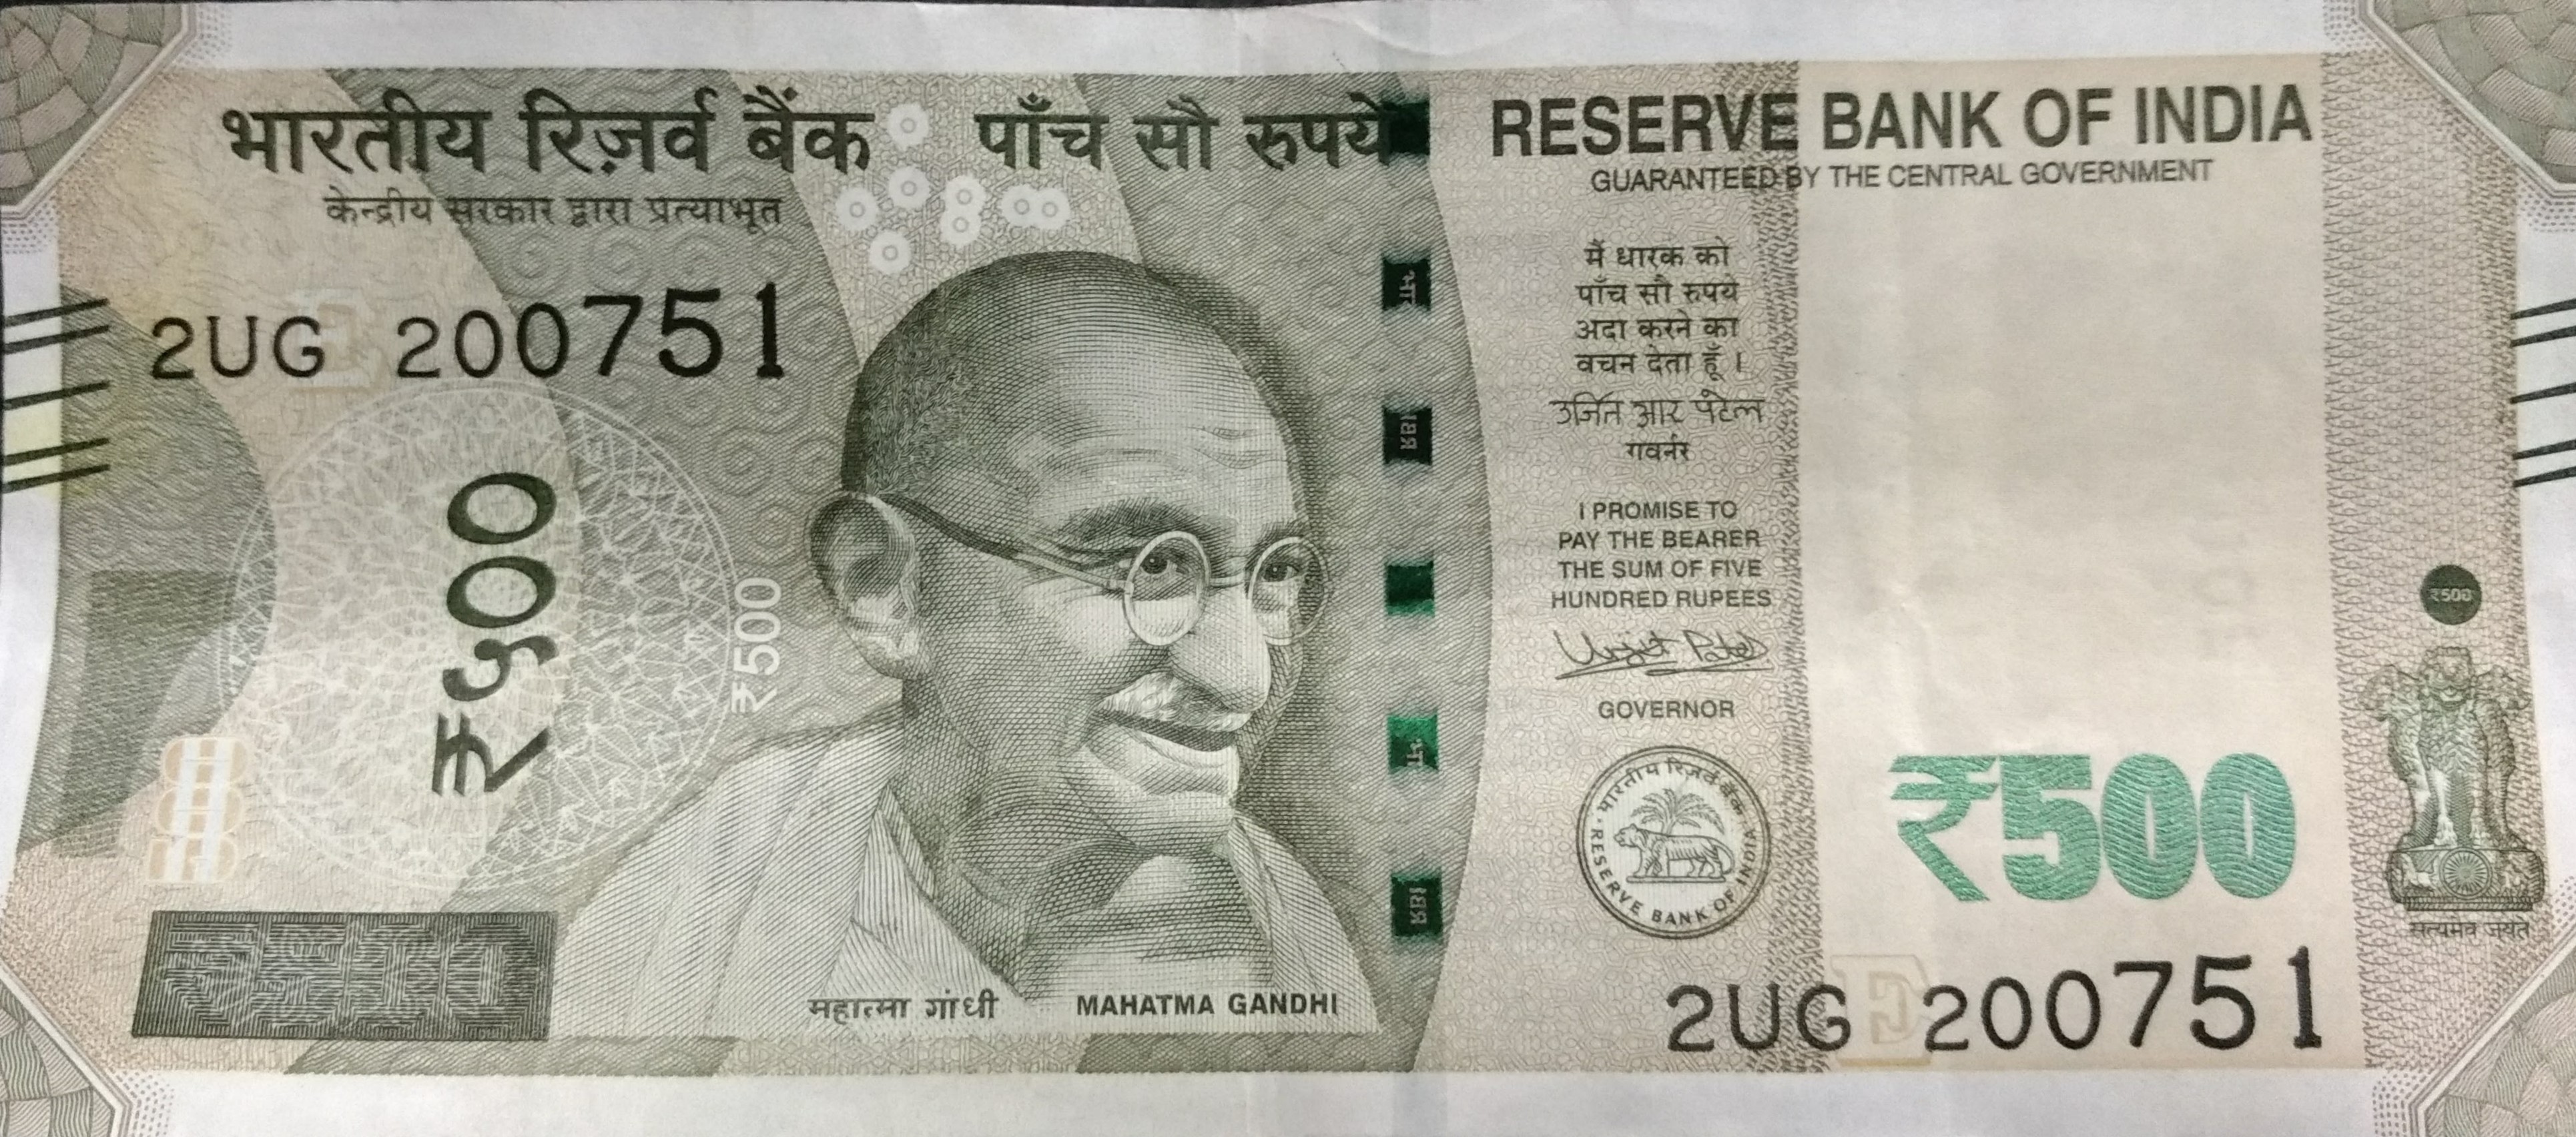 भारतीय रिज़र्व बैंक पाँच सौ रुपये
केन्द्रीय सरकार द्वारा प्रत्याभूत
RESERVE BANK OF INDIA
GUARANTEED BY THE CENTRAL GOVERNMENT
2UG 200751
₹५००
₹500
भा
मैं धारक को
पाँच सौ रुपये
अदा करने का
वचन देता हूँ ।
उर्जित आर पटेल
गवर्नर
I PROMISE TO
PAY THE BEARER
THE SUM OF FIVE
HUNDRED RUPEES
Urjit Patel
GOVERNOR
भारतीय रिज़र्व बैंक
RESERVE BANK OF INDIA
₹500
₹500
सत्यमेव जयते
E
महात्मा गांधी MAHATMA GANDHI
2UG E 200751